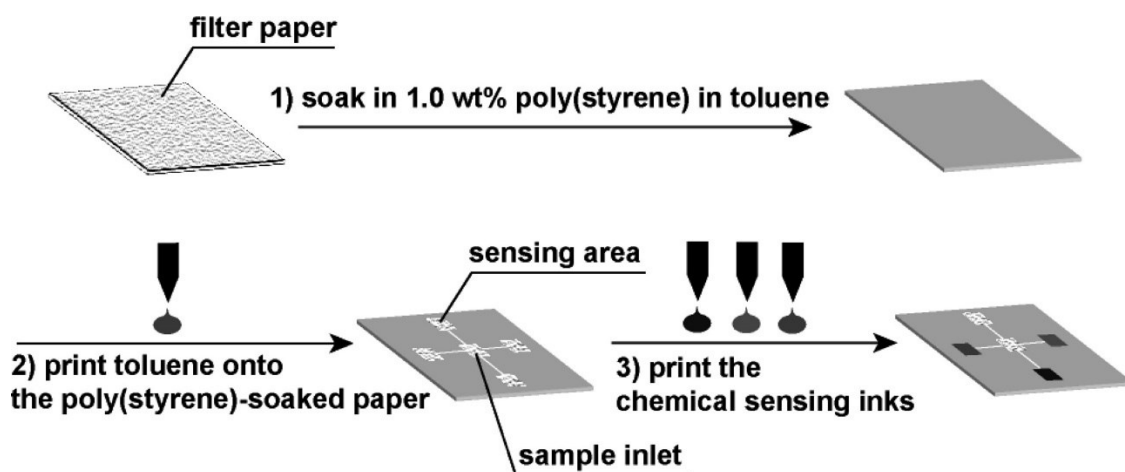 filter paper
1) soak in 1.0 wt% poly(styrene) in toluene
sensing area
2) print toluene onto
the poly(styrene)-soaked paper
3) print the
chemical sensing inks
sample inlet